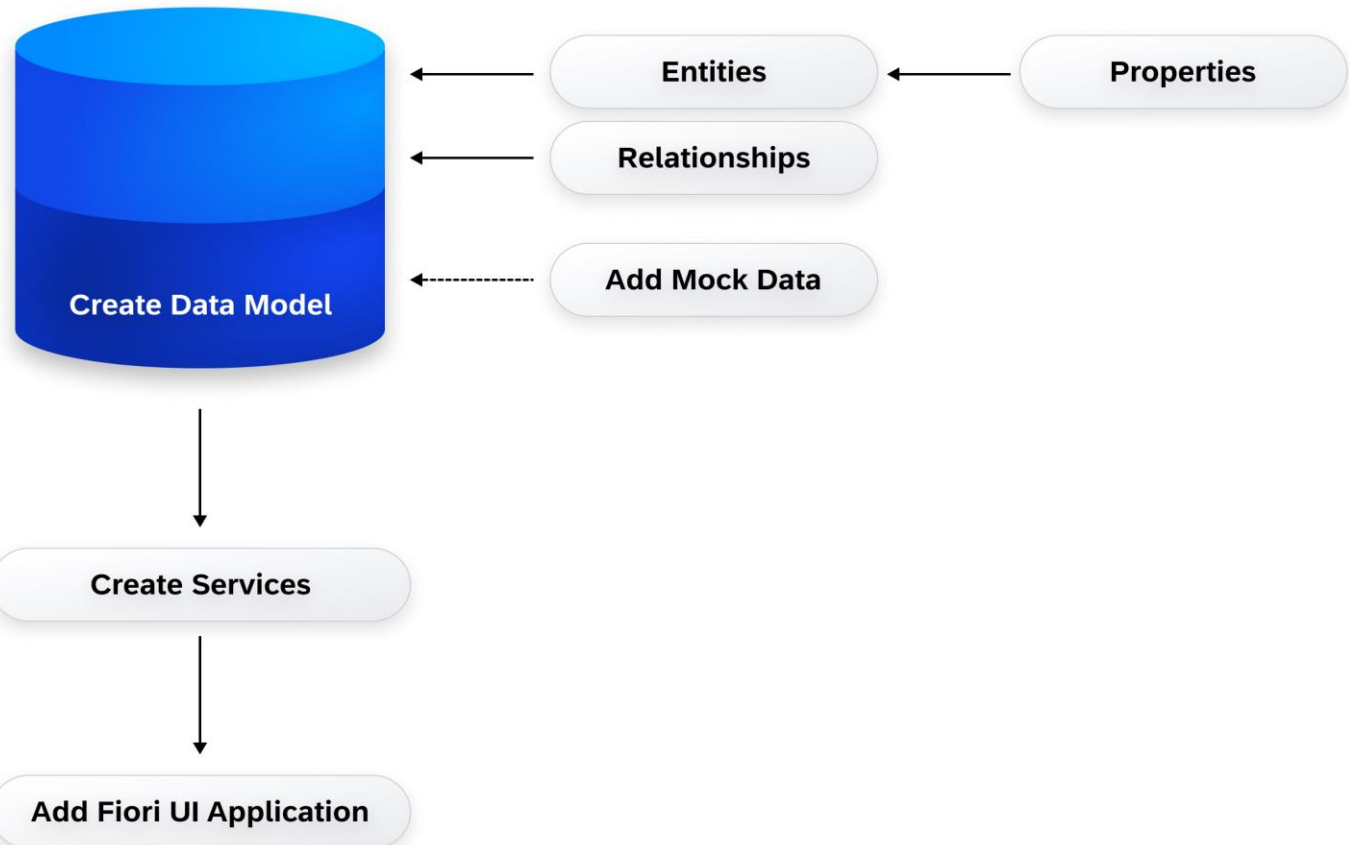 Entities
Properties
Relationships
Add Mock Data
Create Data Model
Create Services
Add Fiori UI Application